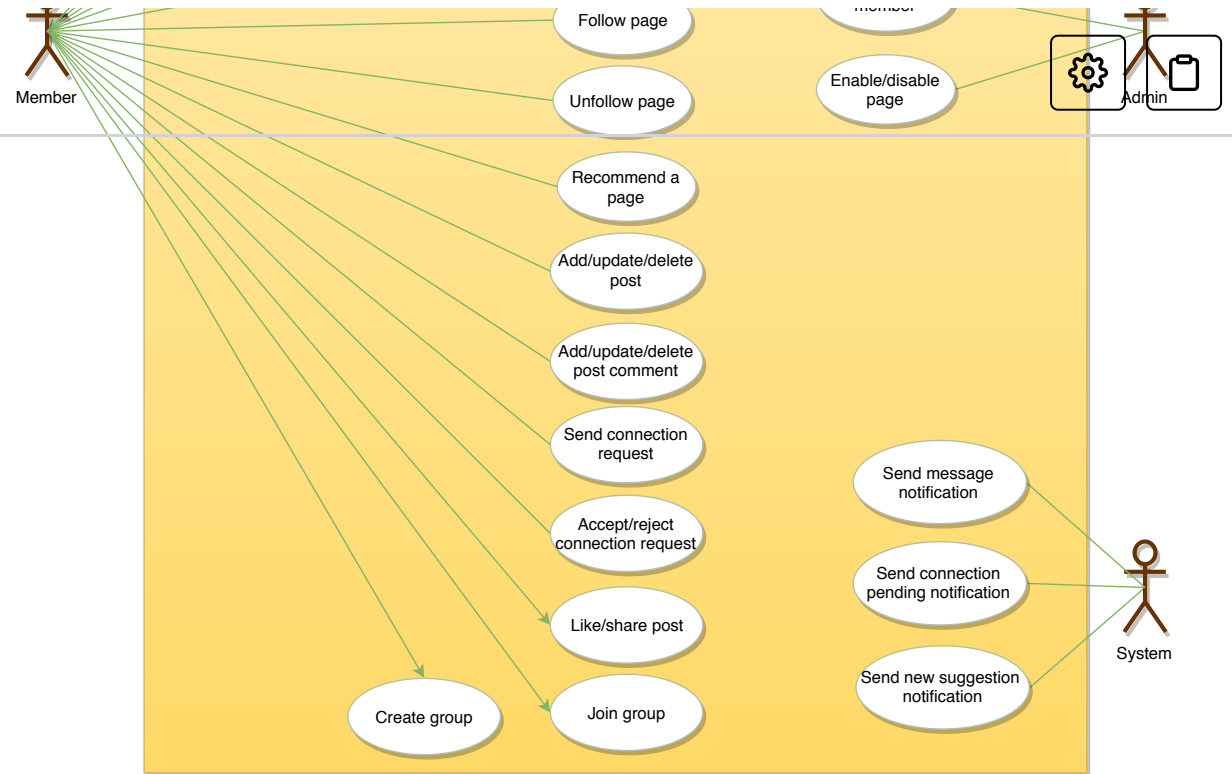 Follow page
member
Member
Unfollow page
Enable/disable
page
Admin
Recommend a
page
Add/update/delete
post
Add/update/delete
post comment
Send connection
request
Send message
notification
Accept/reject
connection request
Send connection
pending notification
Like/share post
System
Send new suggestion
notification
Create group
Join group